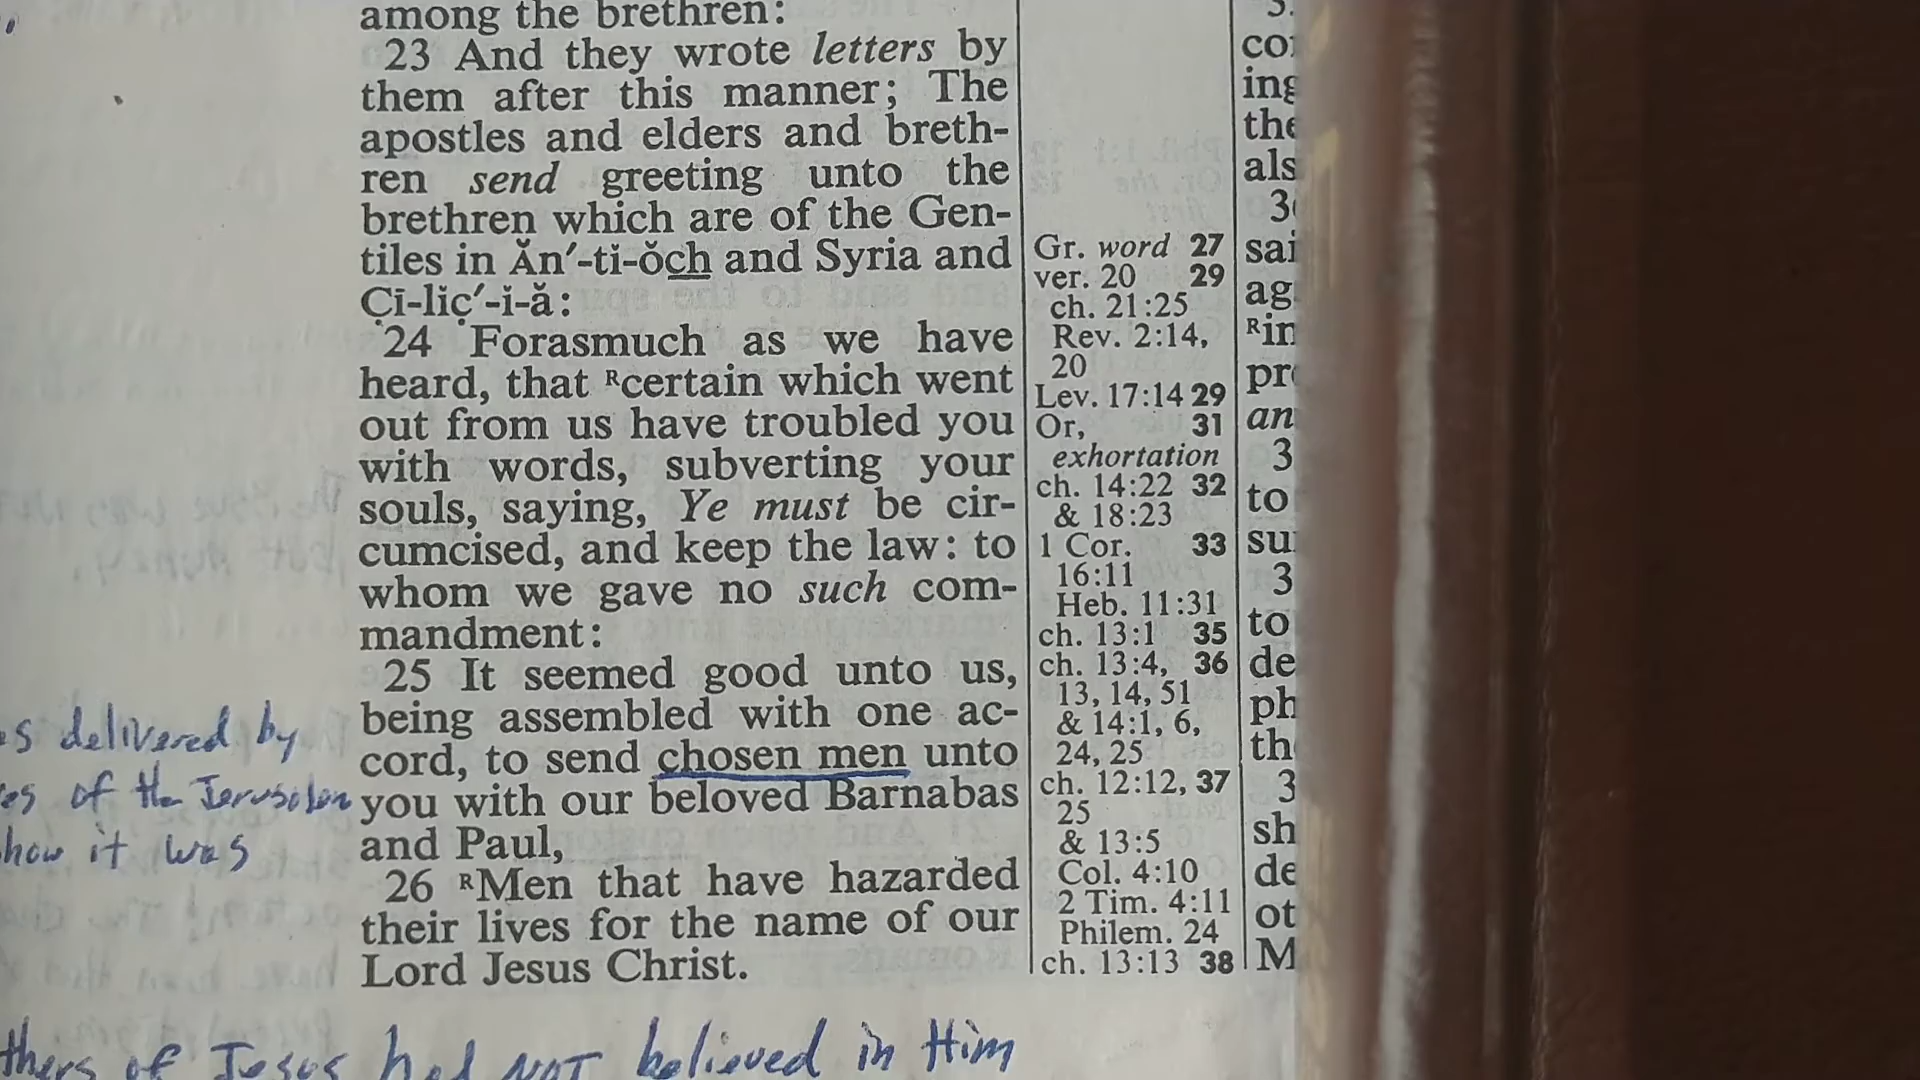 among the brethren:
23 And they wrote letters by
them after this manner; The
apostles and elders and breth-
ren send greeting unto the
brethren which are of the Gen-
tiles in Ăn′-ti-ŏch and Syria and
Çī-liç′-ĭ-ă:
24 Forasmuch as we have
heard, that ᴿcertain which went
out from us have troubled you
with words, subverting your
souls, saying, Ye must be cir-
cumcised, and keep the law: to
whom we gave no such com-
mandment:
25 It seemed good unto us,
being assembled with one ac-
cord, to send chosen men unto
you with our beloved Barnabas
and Paul,
26 ᴿMen that have hazarded
their lives for the name of our
Lord Jesus Christ.
Gr. word 27
ver. 20 29
ch. 21:25
Rev. 2:14,
20
Lev. 17:14 29
Or, 31
exhortation
ch. 14:22 32
& 18:23
1 Cor. 33
16:11
Heb. 11:31
ch. 13:1 35
ch. 13:4, 36
13, 14, 51
& 14:1, 6,
24, 25
ch. 12:12, 37
25
& 13:5
Col. 4:10
2 Tim. 4:11
Philem. 24
ch. 13:13 38
delivered by
of the Jerusalem
how it was
of Jesus had NOT believed in Him